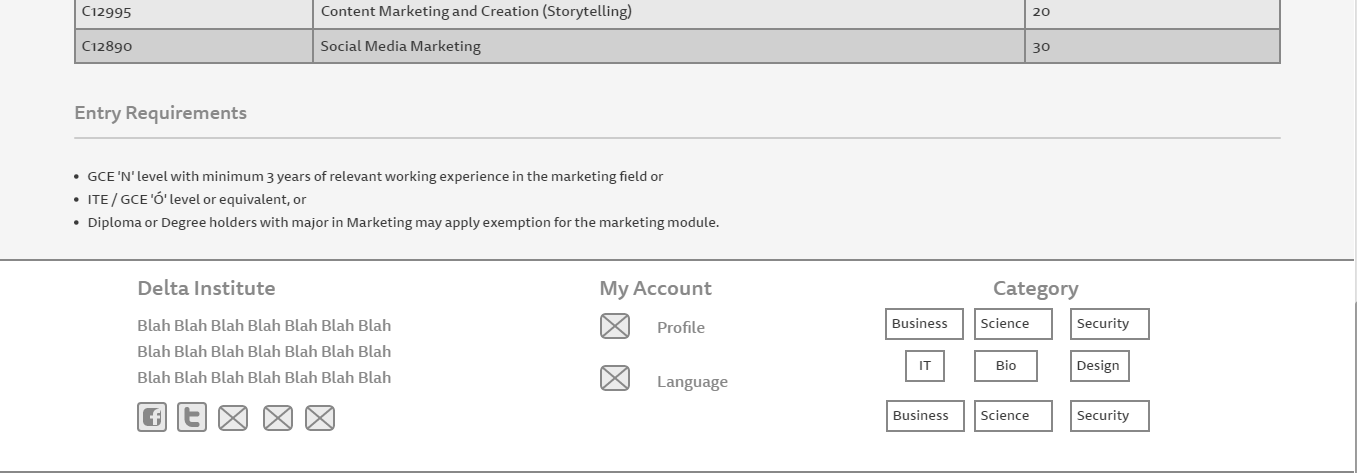 C12995 Content Marketing and Creation (Storytelling) 20
C12890 Social Media Marketing 30
Entry Requirements
• GCE 'N' level with minimum 3 years of relevant working experience in the marketing field or
• ITE / GCE 'Ó' level or equivalent, or
• Diploma or Degree holders with major in Marketing may apply exemption for the marketing module.
Delta Institute
Blah Blah Blah Blah Blah Blah Blah
Blah Blah Blah Blah Blah Blah Blah
Blah Blah Blah Blah Blah Blah Blah
My Account
Profile
Language
Category
Business Science Security
IT Bio Design
Business Science Security